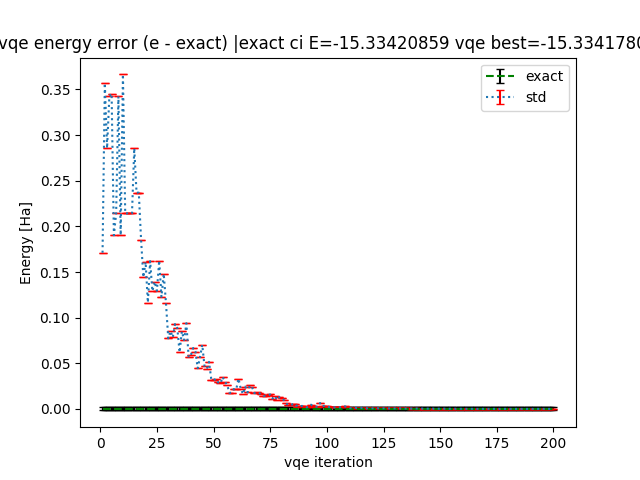 vqe energy error (e - exact) |exact ci E=-15.33420859 vqe best=-15.3341780
exact
std
Energy [Ha]
0.35
0.30
0.25
0.20
0.15
0.10
0.05
0.00
0 25 50 75 100 125 150 175 200
vqe iteration